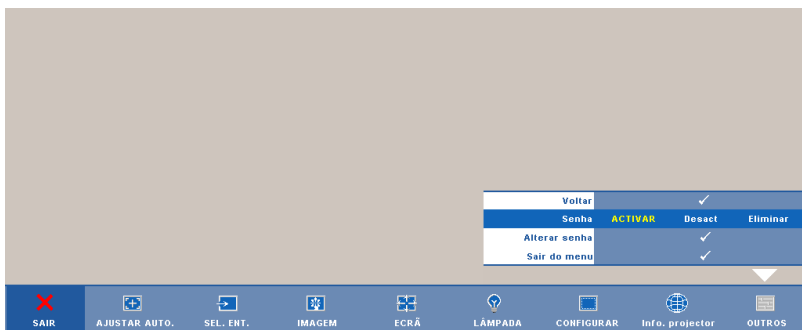 Voltar
Senha ACTIVAR Desact Eliminar
Alterar senha
Sair do menu
SAIR AJUSTAR AUTO. SEL. ENT. IMAGEM ECRÃ LÂMPADA CONFIGURAR Info. projector OUTROS